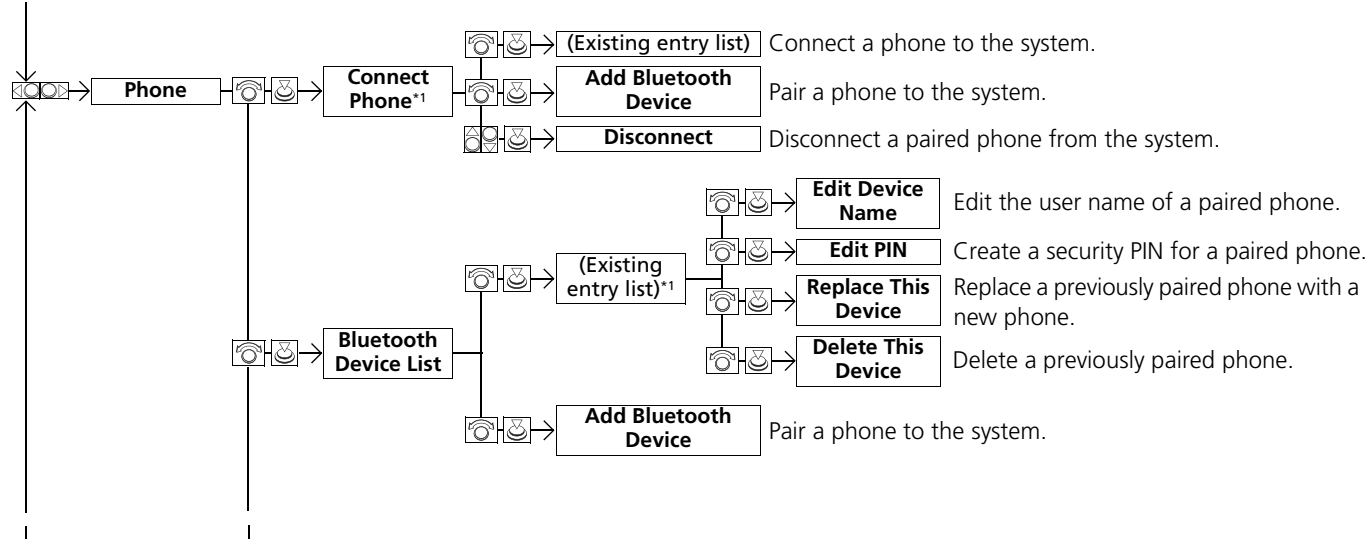 Phone
Connect
Phone*1
(Existing entry list)
Connect a phone to the system.
Add Bluetooth
Device
Pair a phone to the system.
Disconnect
Disconnect a paired phone from the system.
Bluetooth
Device List
(Existing
entry list)*1
Edit Device
Name
Edit the user name of a paired phone.
Edit PIN
Create a security PIN for a paired phone.
Replace This
Device
Replace a previously paired phone with a
new phone.
Delete This
Device
Delete a previously paired phone.
Add Bluetooth
Device
Pair a phone to the system.